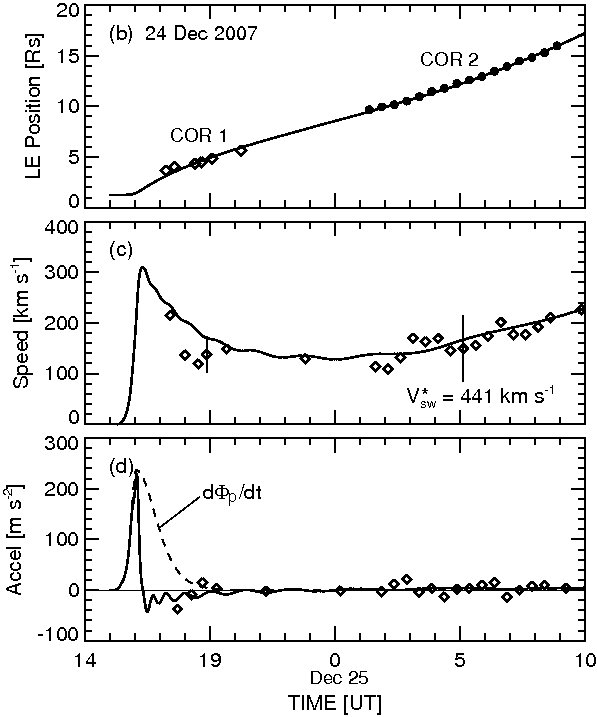 20
(b) 24 Dec 2007
COR 2
15
LE Position [Rs]
10
COR 1
5
0
400
(c)
300
Speed [km s⁻¹]
200
100
V*sw = 441 km s⁻¹
0
300
(d)
200
dΦp/dt
Accel [m s⁻²]
100
0
-100
14 19 0 5 10
Dec 25
TIME [UT]